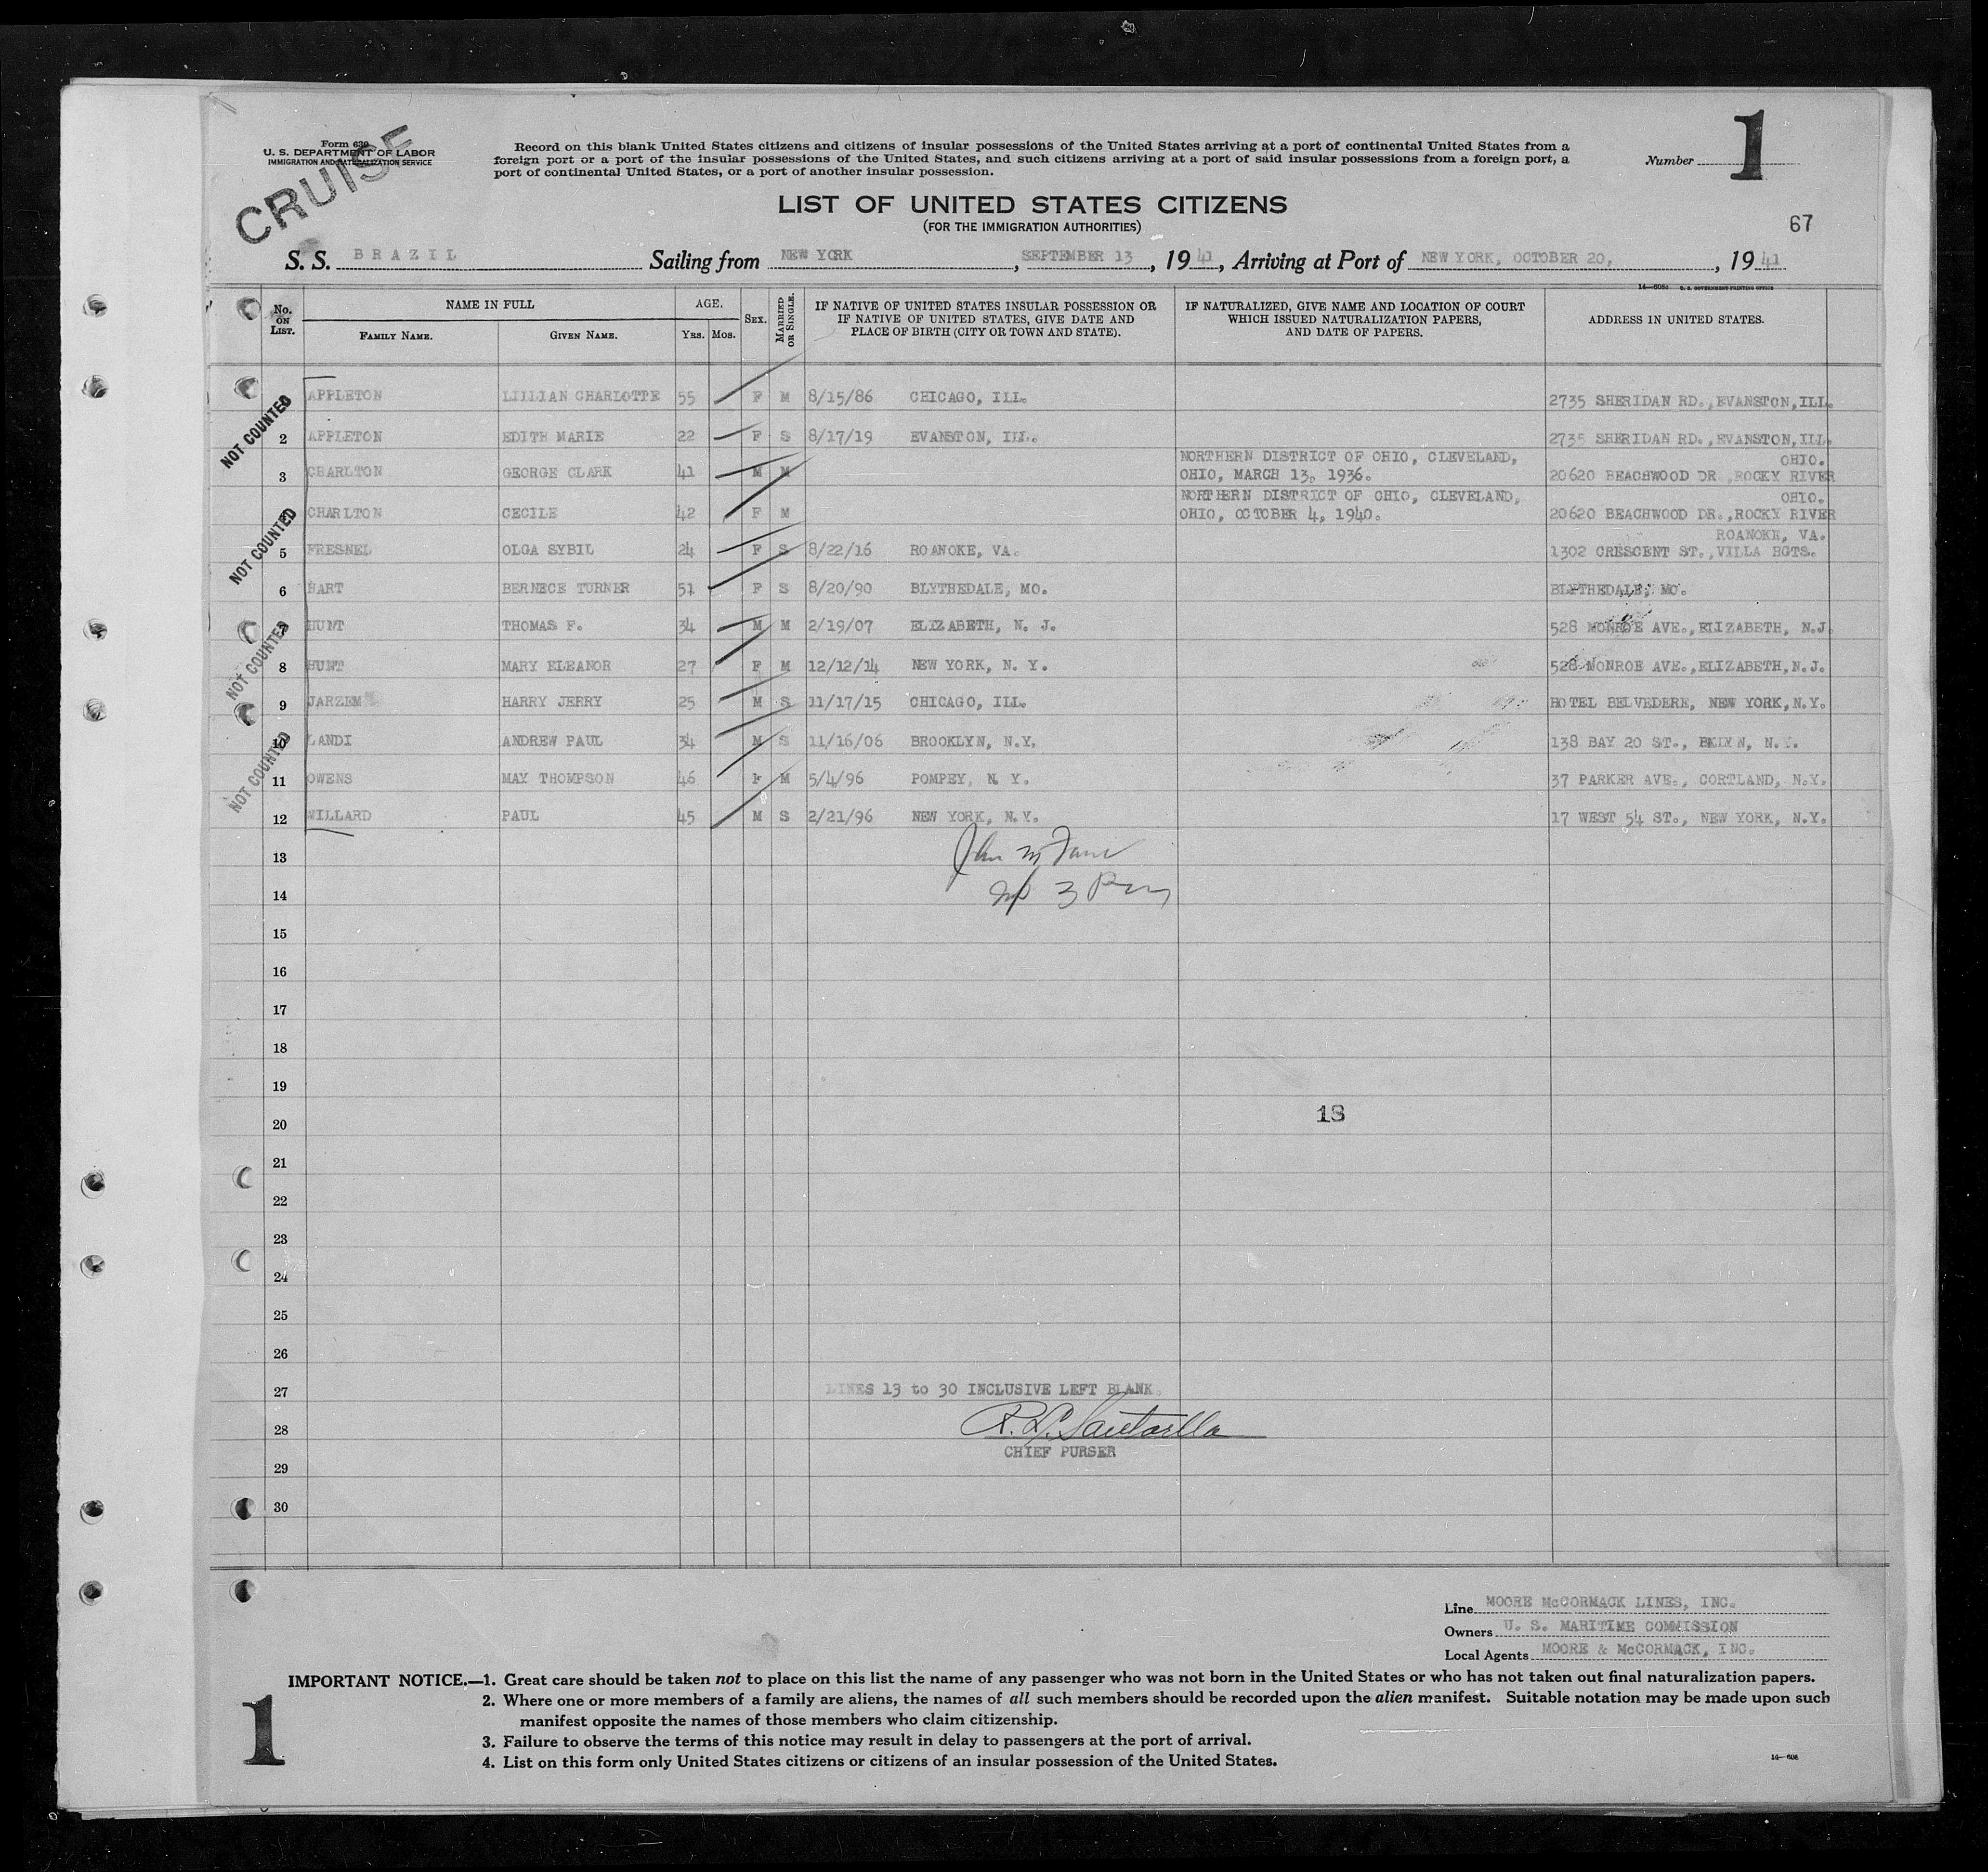 Form 630
U. S. DEPARTMENT OF LABOR
IMMIGRATION AND NATURALIZATION SERVICE
CRUISE
Record on this blank United States citizens and citizens of insular possessions of the United States arriving at a port of continental United States from a
foreign port or a port of the insular possessions of the United States, and such citizens arriving at a port of said insular possessions from a foreign port, a
port of continental United States, or a port of another insular possession.
Number 1
LIST OF UNITED STATES CITIZENS
(FOR THE IMMIGRATION AUTHORITIES)
67
S. S. BRAZIL Sailing from NEW YORK, SEPTEMBER 13, 1941, Arriving at Port of NEW YORK, OCTOBER 20, 1941
14—608c U. S. GOVERNMENT PRINTING OFFICE
No. ON LIST. NAME IN FULL FAMILY NAME. GIVEN NAME. AGE. YRS. MOS. SEX. MARRIED OR SINGLE. IF NATIVE OF UNITED STATES INSULAR POSSESSION OR IF NATIVE OF UNITED STATES, GIVE DATE AND PLACE OF BIRTH (CITY OR TOWN AND STATE). IF NATURALIZED, GIVE NAME AND LOCATION OF COURT WHICH ISSUED NATURALIZATION PAPERS, AND DATE OF PAPERS. ADDRESS IN UNITED STATES.
NOT COUNTED
APPLETON LILLIAN CHARLOTTE 55 F M 8/15/86 CHICAGO, ILL. 2735 SHERIDAN RD., EVANSTON, ILL.
2 APPLETON EDITH MARIE 22 F S 8/17/19 EVANSTON, ILL. 2735 SHERIDAN RD., EVANSTON, ILL.
NORTHERN DISTRICT OF OHIO, CLEVELAND, OHIO.
3 CHARLTON GEORGE CLARK 41 M M OHIO, MARCH 13, 1936. 20620 BEACHWOOD DR., ROCKY RIVER
NORTHERN DISTRICT OF OHIO, CLEVELAND, OHIO.
CHARLTON CECILE 42 F M OHIO, OCTOBER 4, 1940. 20620 BEACHWOOD DR., ROCKY RIVER
NOT COUNTED
ROANOKE, VA.
5 FRESNEL OLGA SYBIL 24 F S 8/22/16 ROANOKE, VA. 1302 CRESCENT ST., VILLA HGTS.
6 HART BERNECE TURNER 51 F S 8/20/90 BLYTHEDALE, MO. BLYTHEDALE, MO.
HUNT THOMAS F. 34 M M 2/19/07 ELIZABETH, N. J. 528 MONROE AVE., ELIZABETH, N.J.
NOT COUNTED
8 HUNT MARY ELEANOR 27 F M 12/12/14 NEW YORK, N. Y. 528 MONROE AVE., ELIZABETH, N.J.
9 JARZEM HARRY JERRY 25 M S 11/17/15 CHICAGO, ILL. HOTEL BELVEDERE, NEW YORK, N.Y.
10 LANDI ANDREW PAUL 34 M S 11/16/06 BROOKLYN, N.Y. 138 BAY 20 ST., BKLYN, N.Y.
NOT COUNTED
11 OWENS MAY THOMPSON 46 F M 5/4/96 POMPEY, N. Y. 37 PARKER AVE., CORTLAND, N.Y.
12 WILLARD PAUL 45 M S 2/21/96 NEW YORK, N.Y. 17 WEST 54 ST., NEW YORK, N.Y.
13
14
15
16
17
18
19
20 18
21
22
23
24
25
26
27 LINES 13 to 30 INCLUSIVE LEFT BLANK.
28
CHIEF PURSER
29
30
Line MOORE McCORMACK LINES, INC.
Owners U. S. MARITIME COMMISSION
Local Agents MOORE & McCORMACK, INC.
IMPORTANT NOTICE.—1. Great care should be taken not to place on this list the name of any passenger who was not born in the United States or who has not taken out final naturalization papers.
2. Where one or more members of a family are aliens, the names of all such members should be recorded upon the alien manifest. Suitable notation may be made upon such
manifest opposite the names of those members who claim citizenship.
3. Failure to observe the terms of this notice may result in delay to passengers at the port of arrival.
4. List on this form only United States citizens or citizens of an insular possession of the United States.
14—608
1